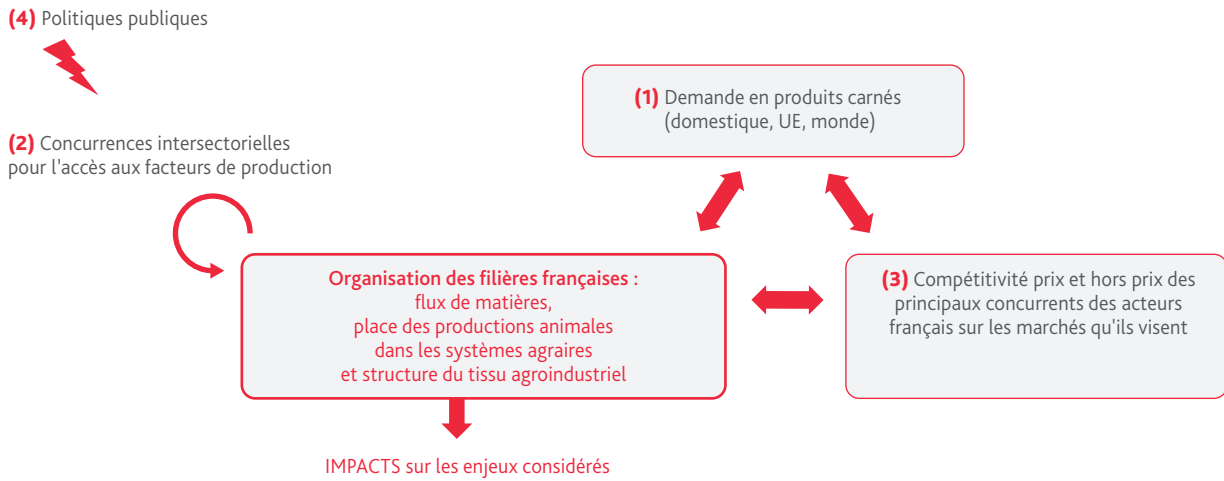 (4) Politiques publiques
(1) Demande en produits carnés
(domestique, UE, monde)
(2) Concurrences intersectorielles
pour l'accès aux facteurs de production
Organisation des filières françaises :
flux de matières,
place des productions animales
dans les systèmes agraires
et structure du tissu agroindustriel
(3) Compétitivité prix et hors prix des
principaux concurrents des acteurs
français sur les marchés qu'ils visent
IMPACTS sur les enjeux considérés